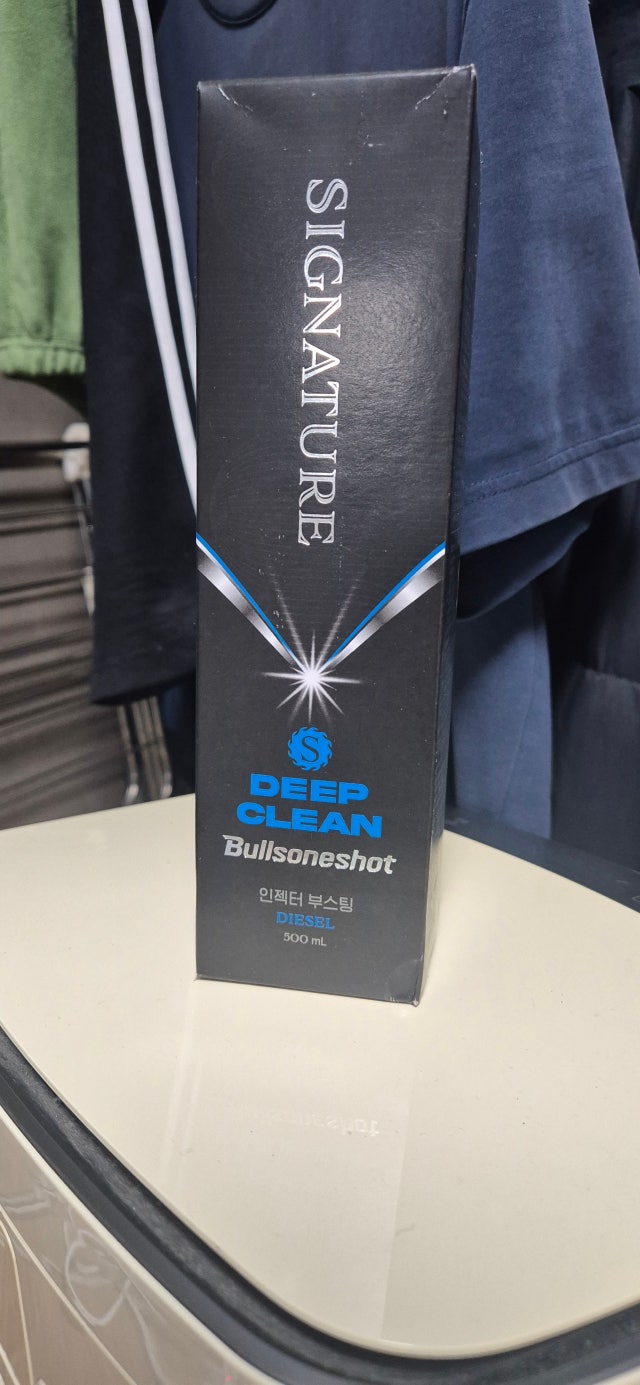 SIGNATURE
S
DEEP
CLEAN
Bullsoneshot
인젝터 부스팅
DIESEL
500 mL